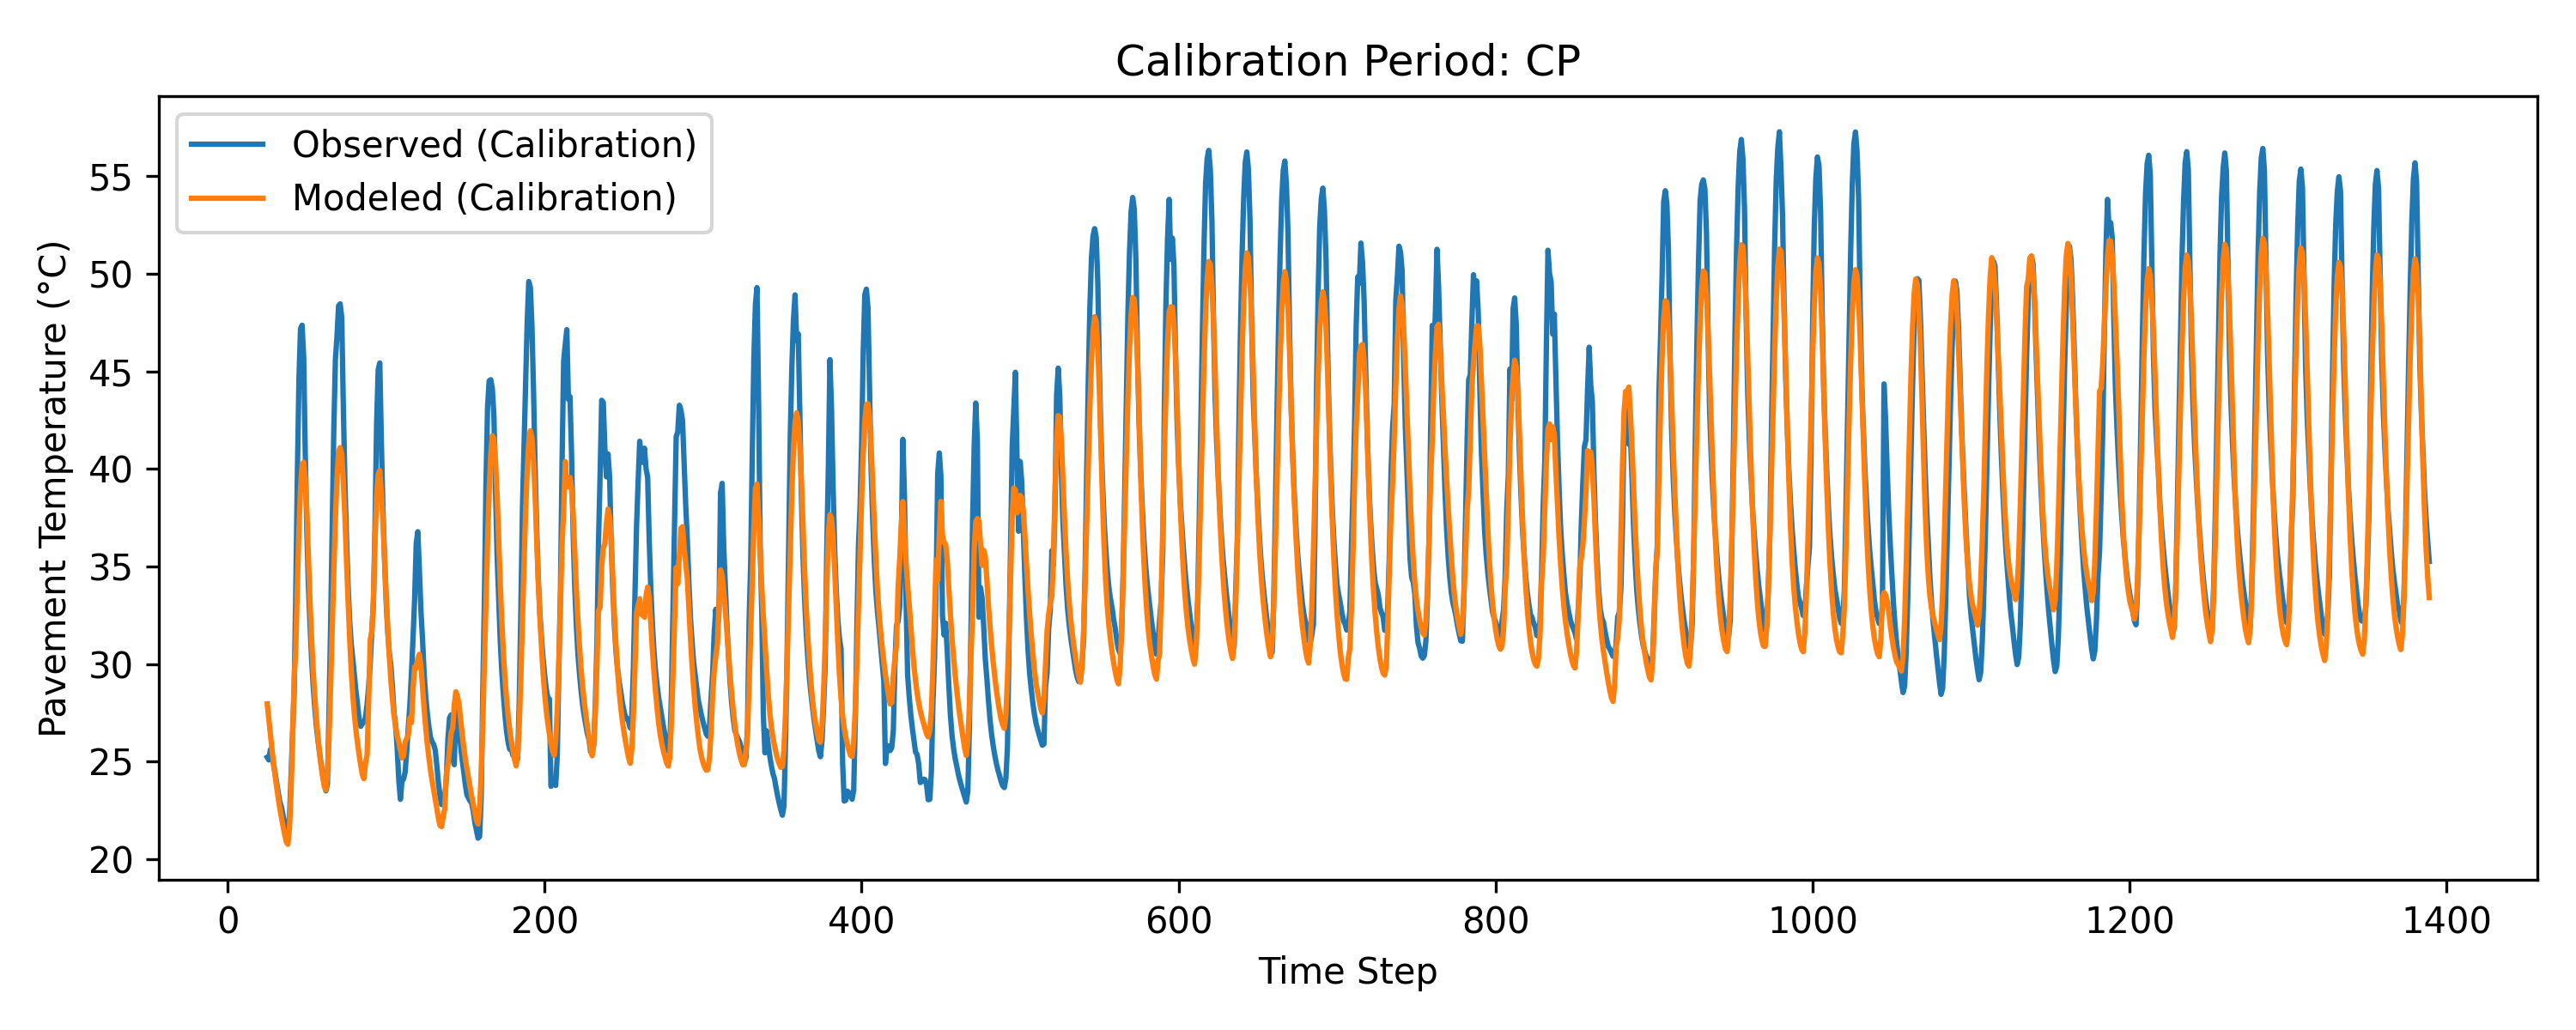 Calibration Period: CP
Observed (Calibration)
Modeled (Calibration)
Pavement Temperature (°C)
55
50
45
40
35
30
25
20
0 200 400 600 800 1000 1200 1400
Time Step